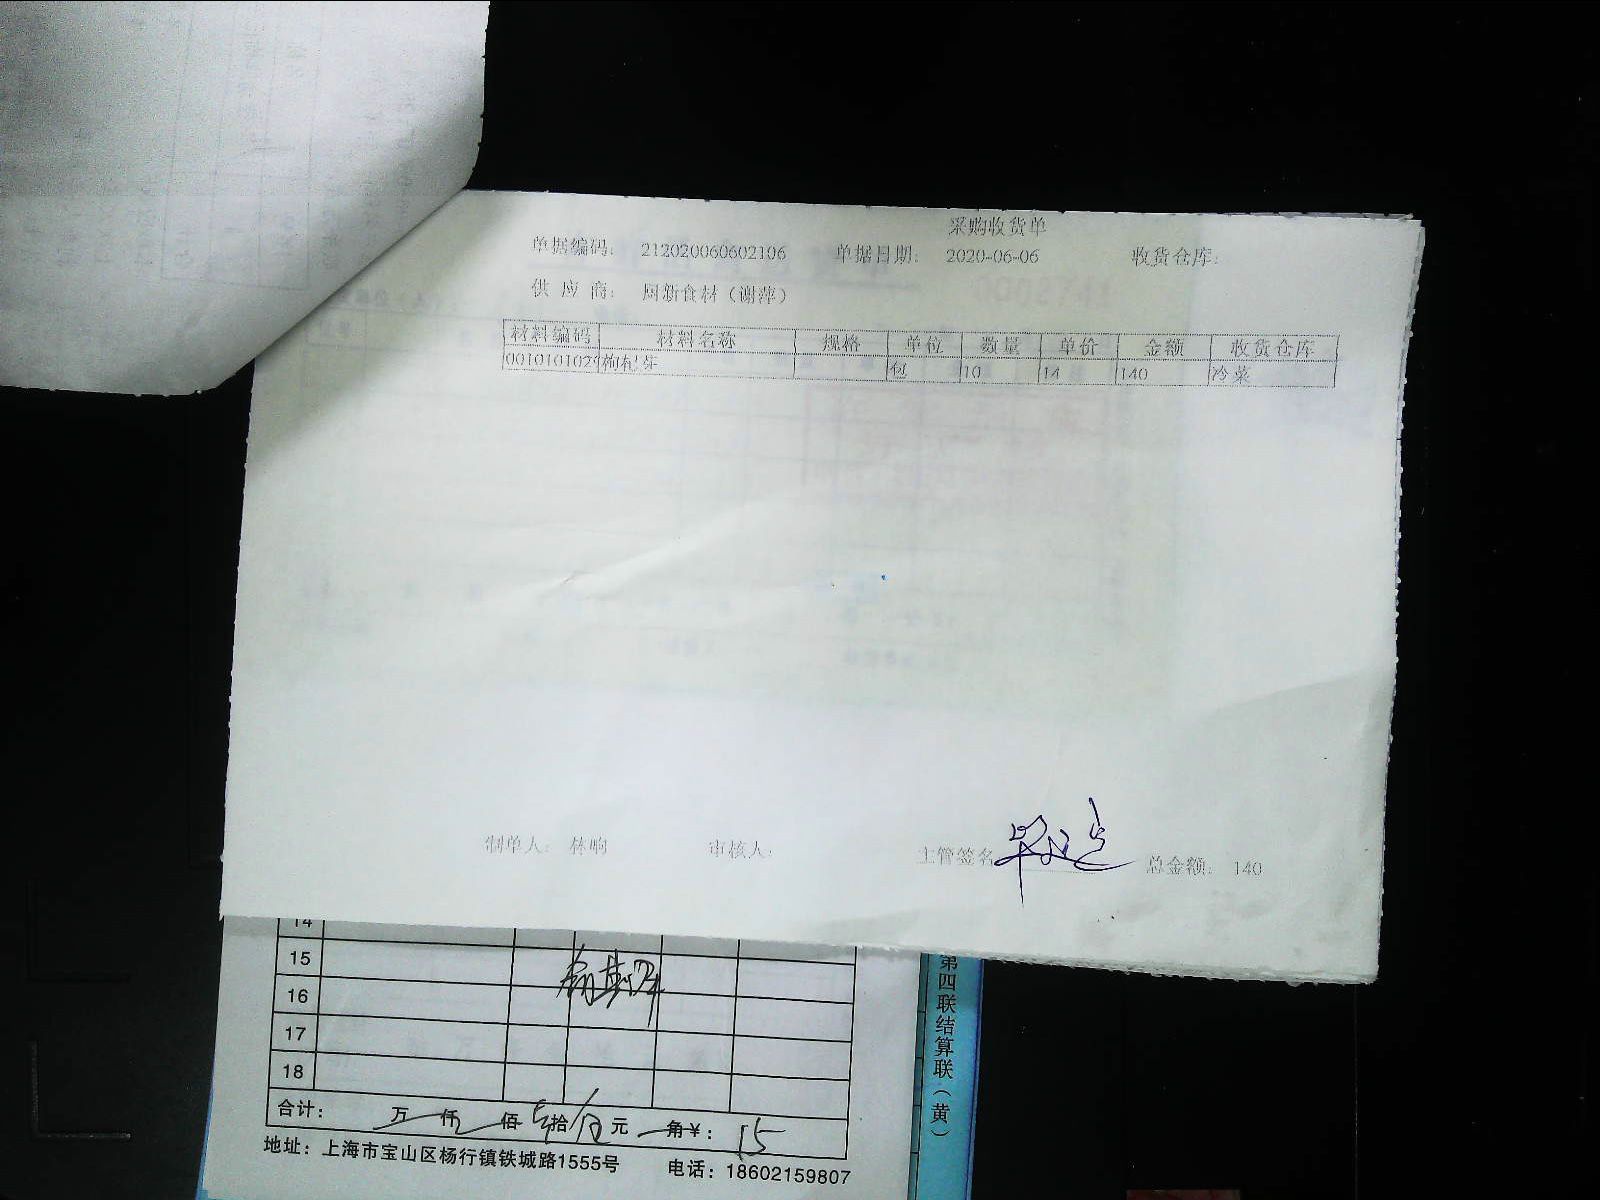 采购收货单
单据编码: 212020060602106 单据日期: 2020-06-06 收货仓库:
供 应 商: 周新食材（谢萍）
材料编码 材料名称 规格 单位 数量 单价 金额 收货仓库
0010101029 枸杞芽 包 10 14 140 冷菜
制单人: 林响 审核人: 主管签名 总金额: 140
14
15
16
17
18
合计: 万 仟 佰 拾 元 角 ¥: 15
地址: 上海市宝山区杨行镇铁城路1555号 电话: 18602159807
第四联结算联（黄）